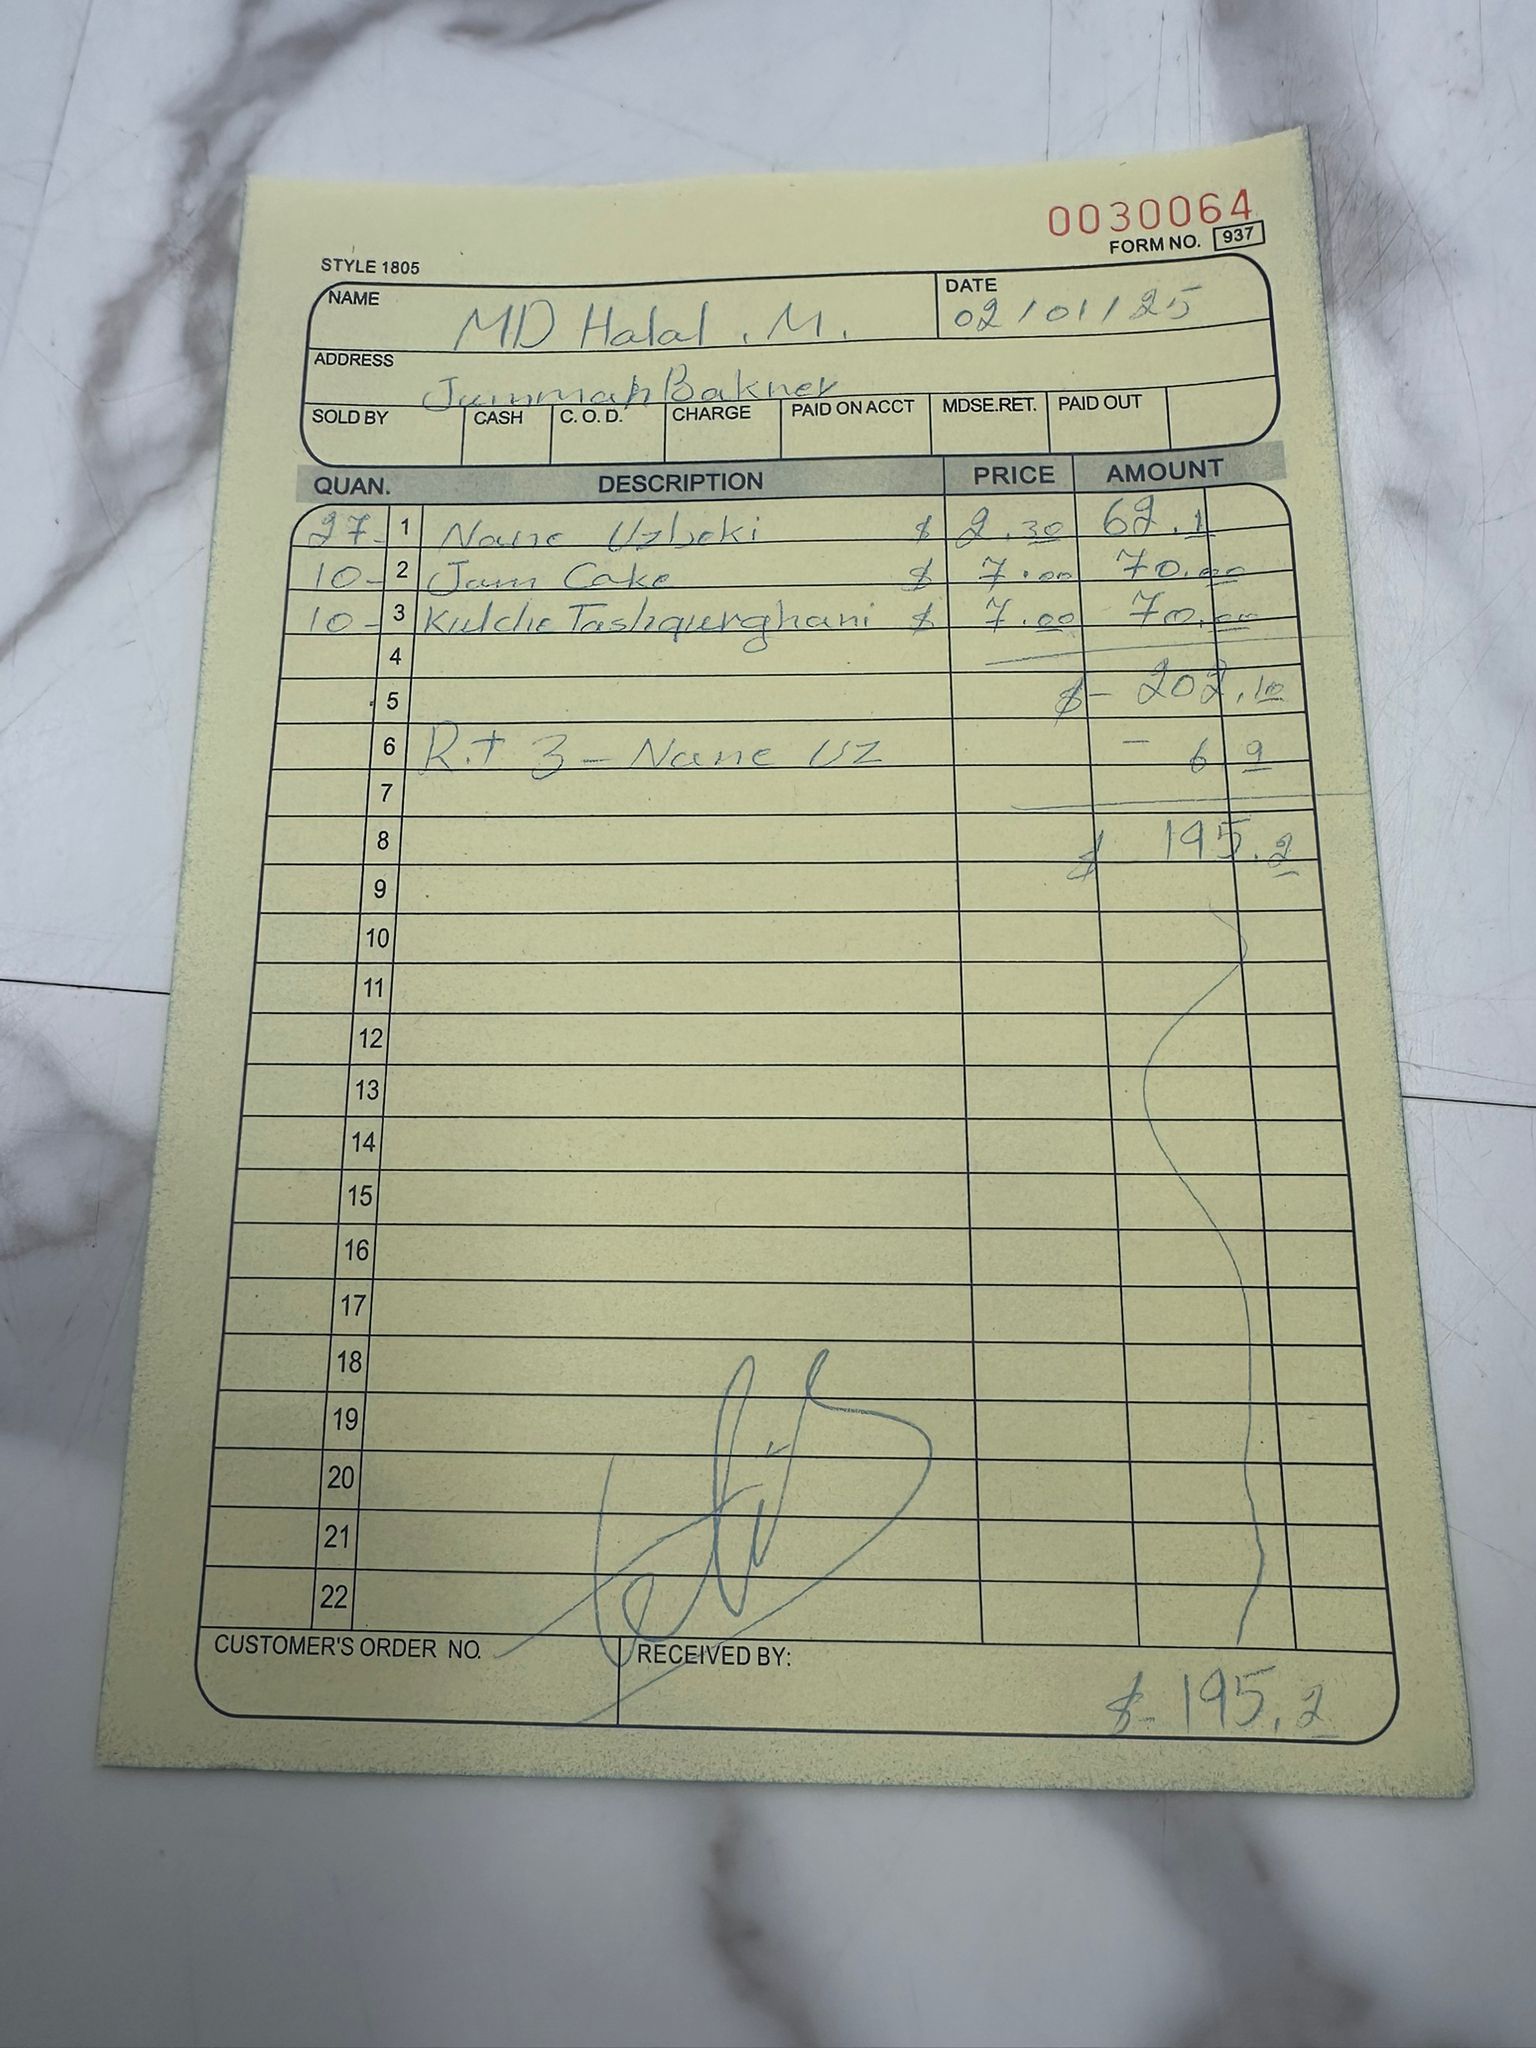 0030064
FORM NO. 937
STYLE 1805
NAME MD Halal . M. DATE 02/01/25
ADDRESS Jummah Bakner
SOLD BY CASH C. O. D. CHARGE PAID ON ACCT MDSE.RET. PAID OUT
QUAN. DESCRIPTION PRICE AMOUNT
27- 1 Nane Uzbeki $ 2.30 62.1
10- 2 Jam Cake $ 7.00 70.00
10- 3 Kulche Tashqurghani $ 7.00 70.00
4
5 $- 202.10
6 R.t 3 - Nane UZ - 6 9
7
8 $ 195.2
9
10
11
12
13
14
15
16
17
18
19
20
21
22
CUSTOMER'S ORDER NO. RECEIVED BY:
$- 195.2